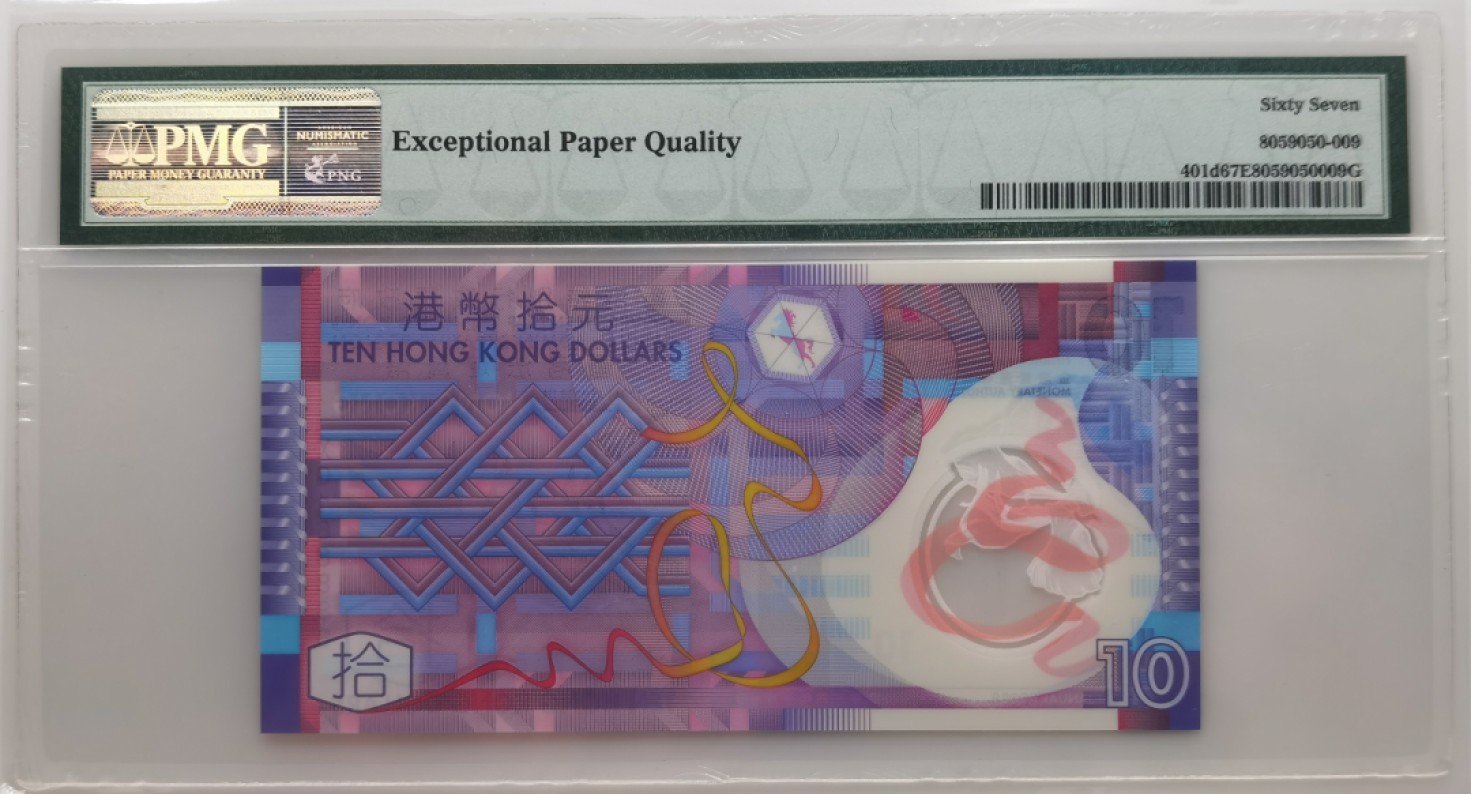 PMG
PAPER MONEY GUARANTY
NUMISMATIC
PNG
Exceptional Paper Quality
Sixty Seven
8059050-009
401d67E8059050009G
港幣拾元
TEN HONG KONG DOLLARS
拾
10